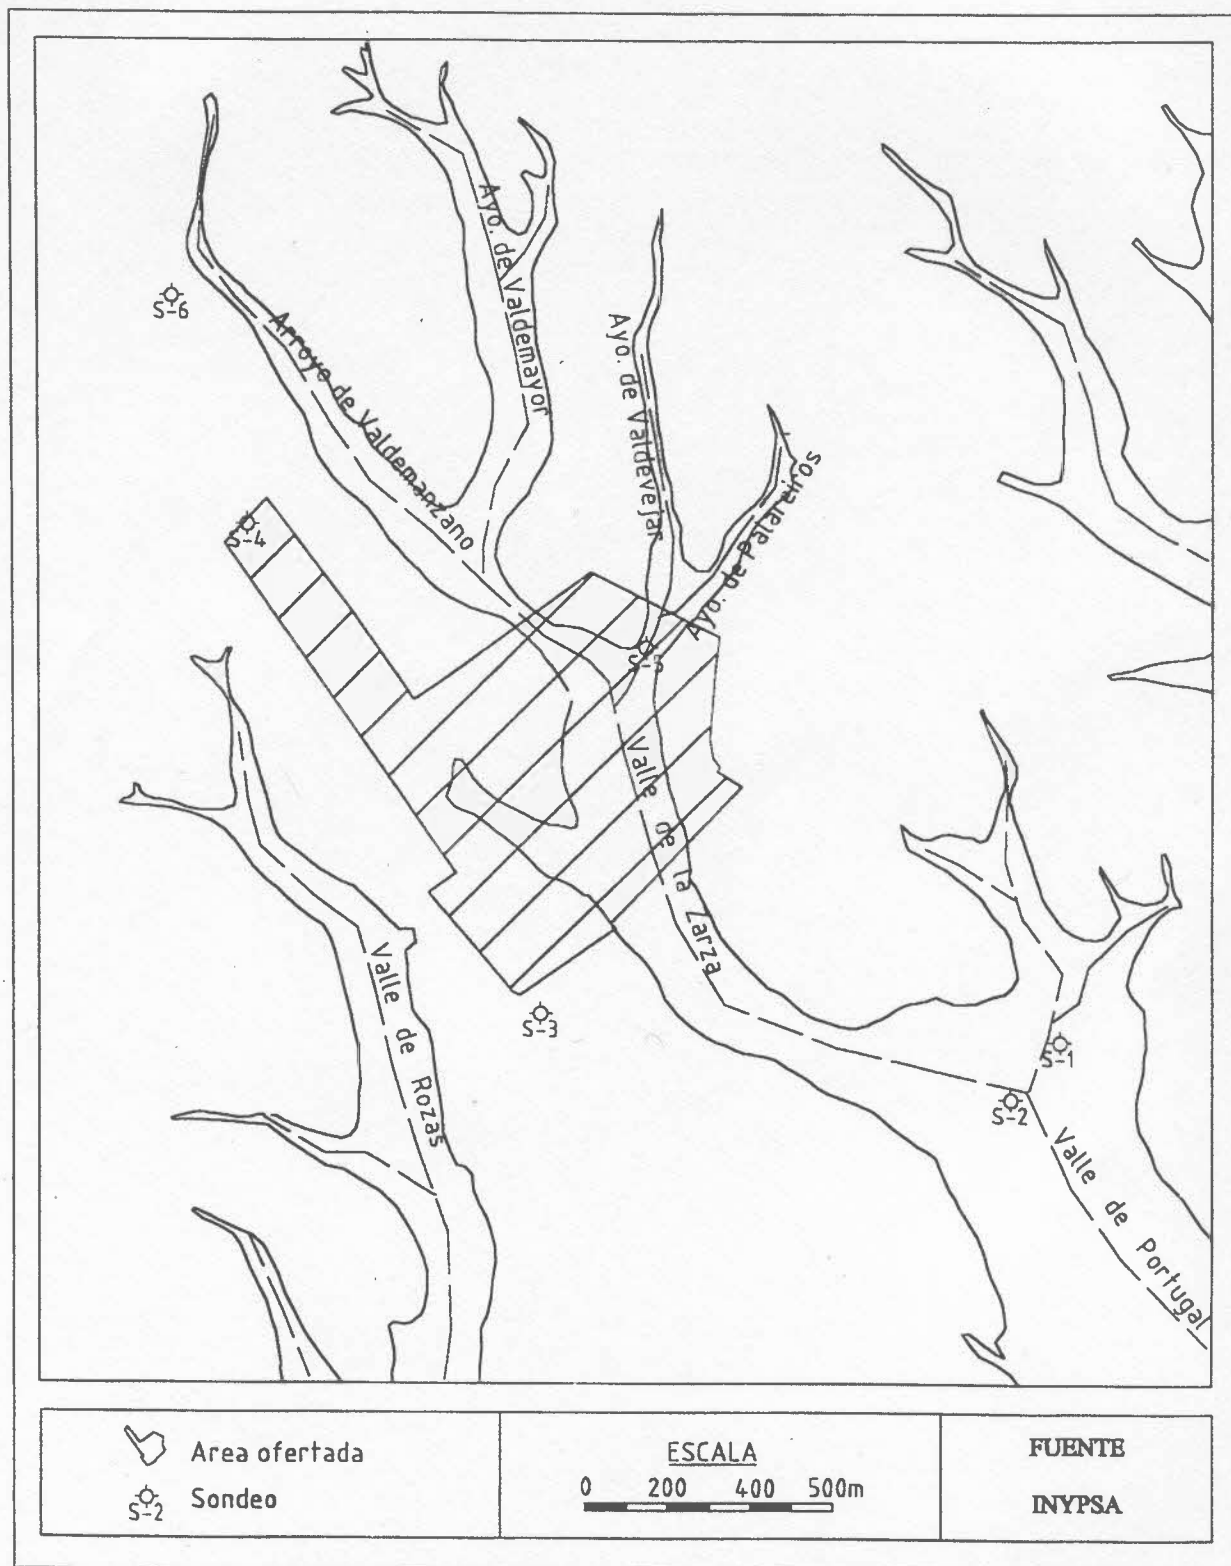 Ayo. de Valdemayor
S-6
Arroyo de Valdemanzano
Ayo. de Valdevejar
Ayo. de Palareiros
S-4
S-5
Valle de la Zarza
Valle de Rozas
S-3
S-1
S-2
Valle de Portugal
Area ofertada
S-2 Sondeo
ESCALA
0 200 400 500m
FUENTE
INYPSA